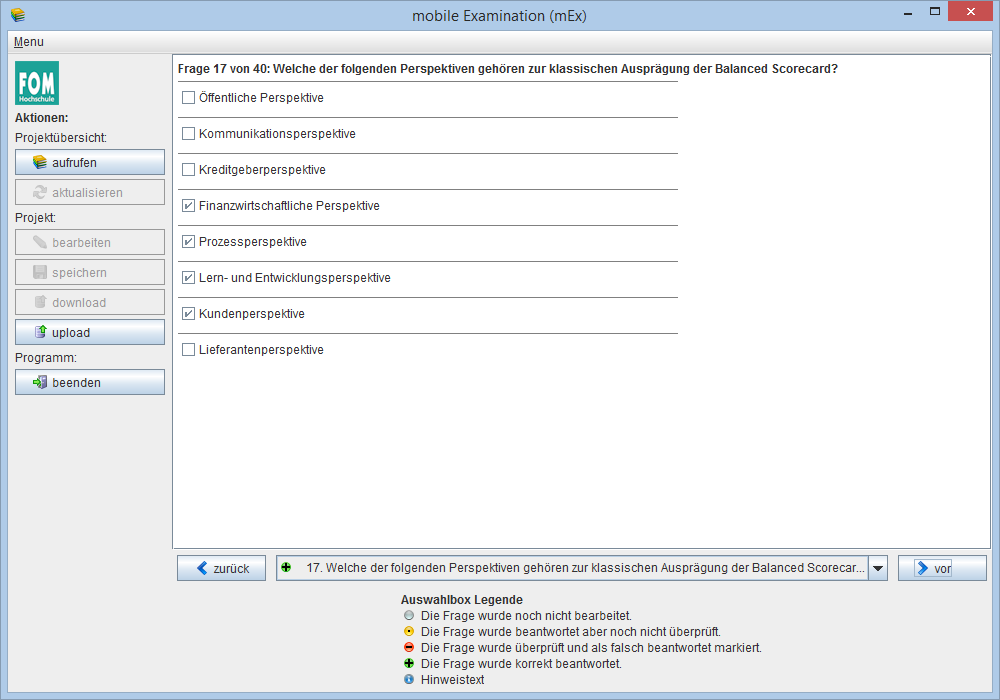 mobile Examination (mEx)
Menu
FOM
Hochschule
Aktionen:
Projektübersicht:
aufrufen
aktualisieren
Projekt:
bearbeiten
speichern
download
upload
Programm:
beenden
Frage 17 von 40: Welche der folgenden Perspektiven gehören zur klassischen Ausprägung der Balanced Scorecard?
Öffentliche Perspektive
Kommunikationsperspektive
Kreditgeberperspektive
Finanzwirtschaftliche Perspektive
Prozessperspektive
Lern- und Entwicklungsperspektive
Kundenperspektive
Lieferantenperspektive
zurück
17. Welche der folgenden Perspektiven gehören zur klassischen Ausprägung der Balanced Scorecar...
vor
Auswahlbox Legende
Die Frage wurde noch nicht bearbeitet.
Die Frage wurde beantwortet aber noch nicht überprüft.
Die Frage wurde überprüft und als falsch beantwortet markiert.
Die Frage wurde korrekt beantwortet.
Hinweistext